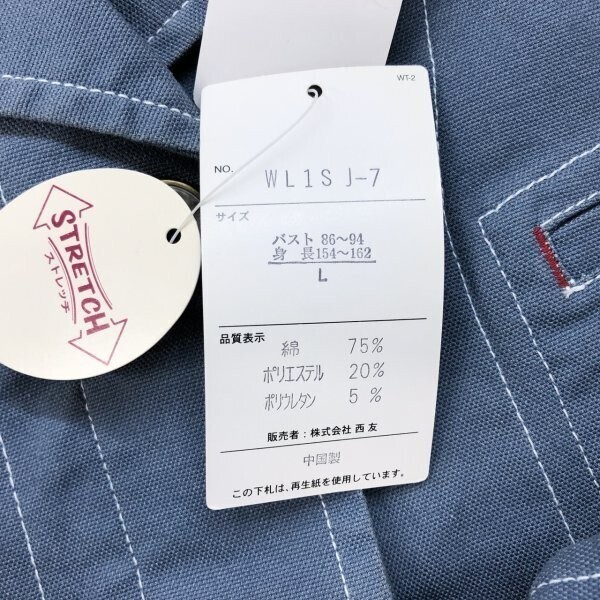 WT-2
NO. WL1S J-7
サイズ
バスト 86〜94
身 長154〜162
L
品質表示
綿 75%
ポリエステル 20%
ポリウレタン 5 %
販売者：株式会社 西 友
中国製
この下札は、再生紙を使用しています。
STRETCH
ストレッチ